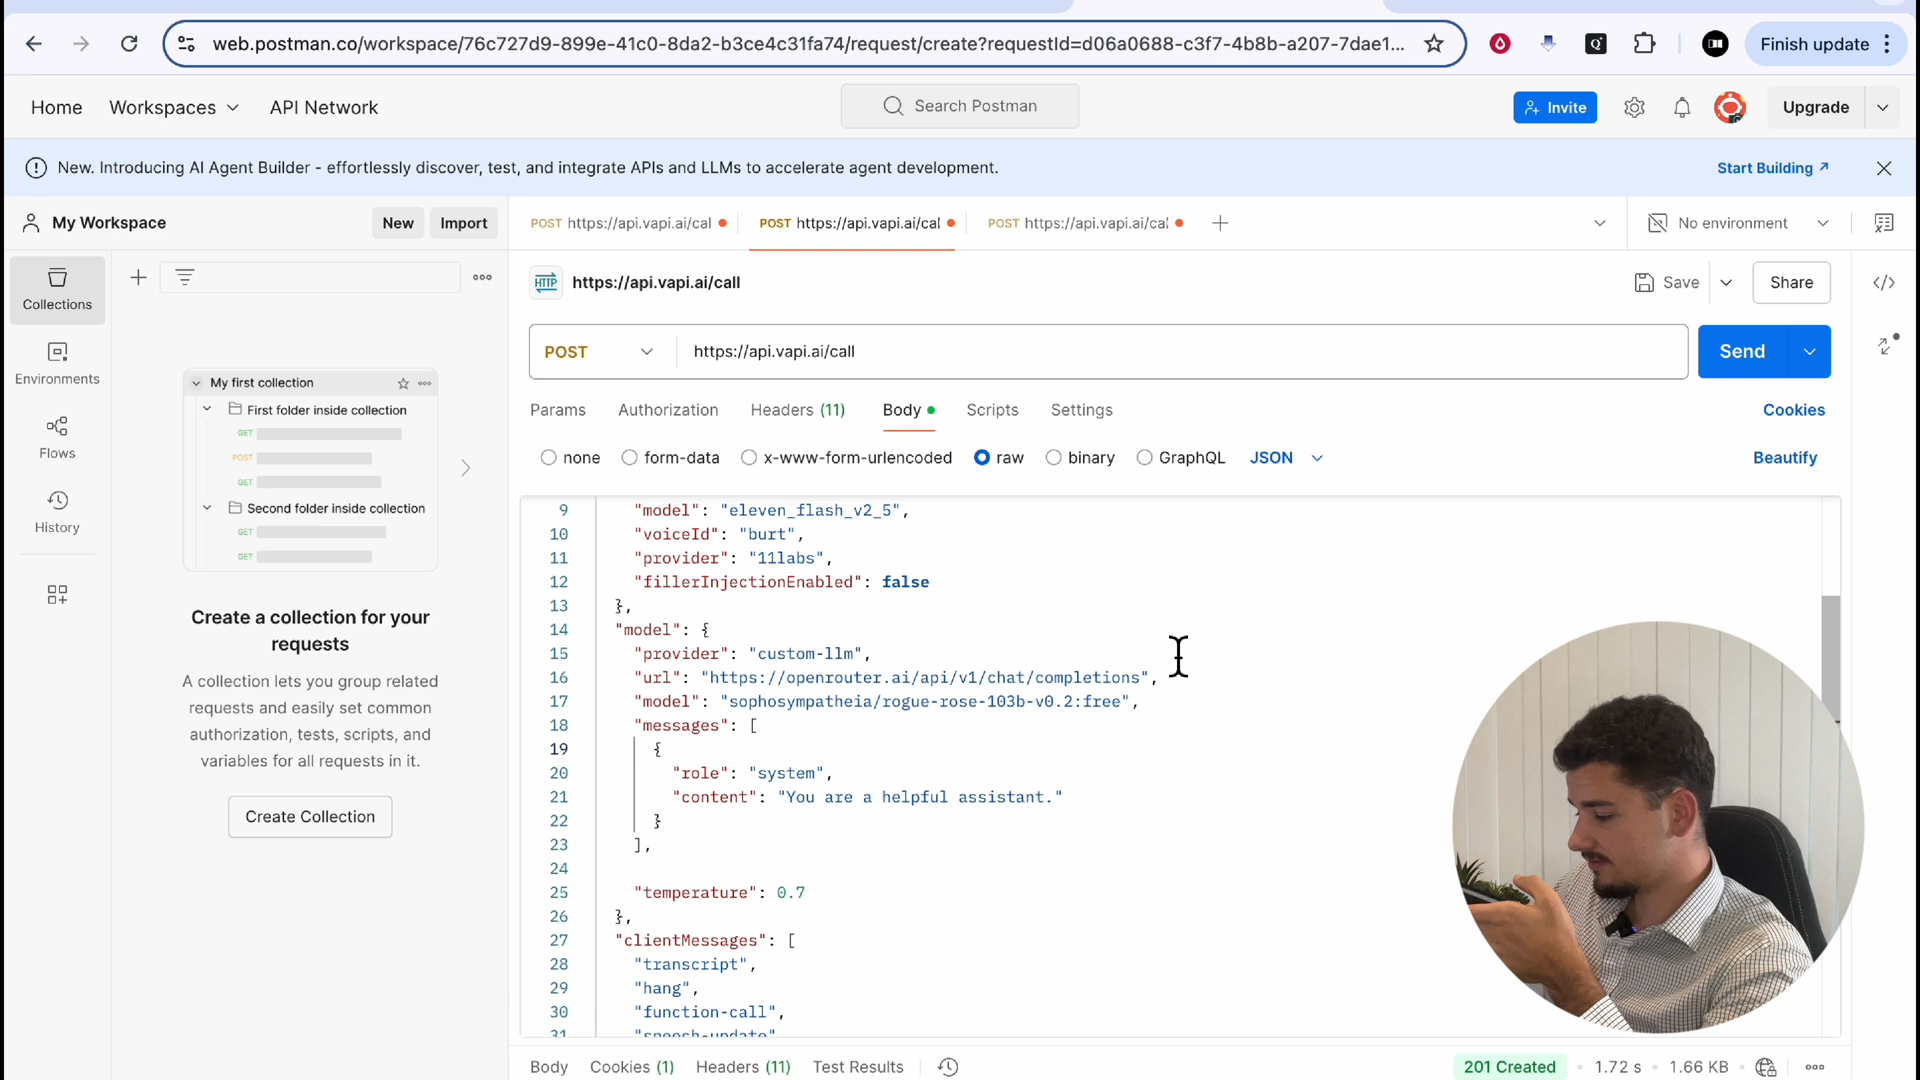 web.postman.co/workspace/76c727d9-899e-41c0-8da2-b3ce4c31fa74/request/create?requestId=d06a0688-c3f7-4b8b-a207-7dae1...
Finish update
Home
Workspaces
API Network
Search Postman
Invite
Upgrade
New. Introducing AI Agent Builder - effortlessly discover, test, and integrate APIs and LLMs to accelerate agent development.
Start Building
My Workspace
New
Import
POST https://api.vapi.ai/cal
POST https://api.vapi.ai/cal
POST https://api.vapi.ai/cal
No environment
Collections
Environments
Flows
History
My first collection
First folder inside collection
GET
POST
GET
Second folder inside collection
GET
GET
Create a collection for your
requests
A collection lets you group related
requests and easily set common
authorization, tests, scripts, and
variables for all requests in it.
Create Collection
HTTP
https://api.vapi.ai/call
Save
Share
POST
https://api.vapi.ai/call
Send
Params
Authorization
Headers (11)
Body
Scripts
Settings
Cookies
none
form-data
x-www-form-urlencoded
raw
binary
GraphQL
JSON
Beautify
9 "model": "eleven_flash_v2_5",
10 "voiceId": "burt",
11 "provider": "11labs",
12 "fillerInjectionEnabled": false
13 },
14 "model": {
15 "provider": "custom-llm",
16 "url": "https://openrouter.ai/api/v1/chat/completions",
17 "model": "sophosympatheia/rogue-rose-103b-v0.2:free",
18 "messages": [
19 {
20 "role": "system",
21 "content": "You are a helpful assistant."
22 }
23 ],
24
25 "temperature": 0.7
26 },
27 "clientMessages": [
28 "transcript",
29 "hang",
30 "function-call",
31 "speech-update"
Body
Cookies (1)
Headers (11)
Test Results
201 Created
1.72 s
1.66 KB